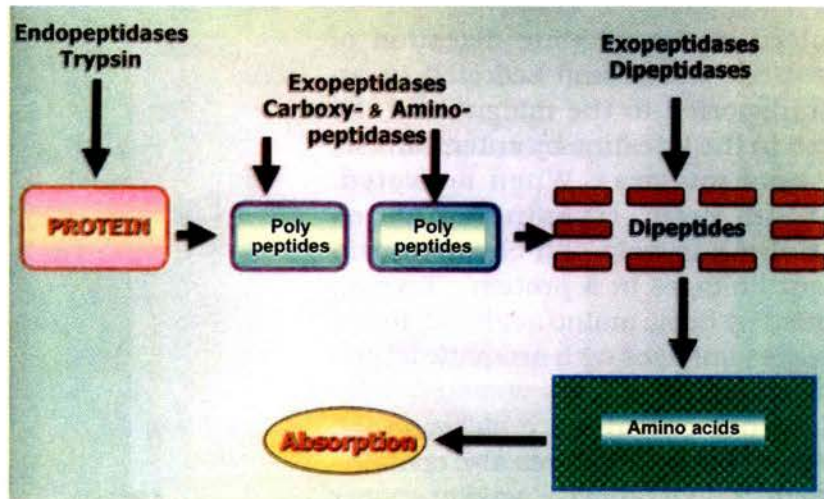 Endopeptidases
Trypsin
Exopeptidases
Carboxy- & Amino-
peptidases
Exopeptidases
Dipeptidases
PROTEIN
Poly
peptides
Poly
peptides
Dipeptides
Amino acids
Absorption